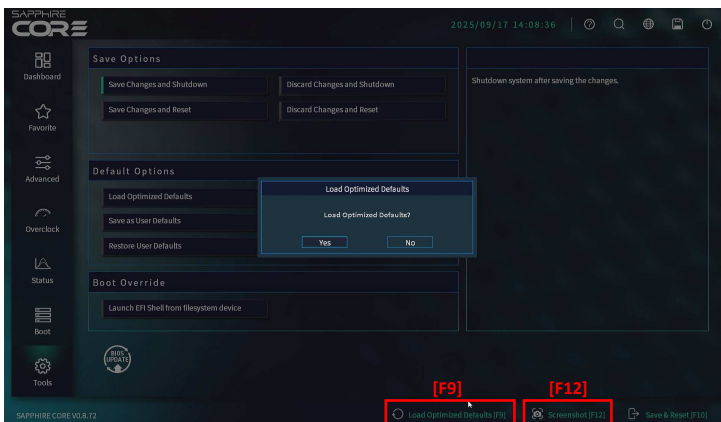 SAPPHIRE
CORE
2025/09/17 14:08:36
Dashboard
Favorite
Advanced
Overclock
Status
Boot
Tools
Save Options
Save Changes and Shutdown
Discard Changes and Shutdown
Save Changes and Reset
Discard Changes and Reset
Shutdown system after saving the changes.
Default Options
Load Optimized Defaults
Save as User Defaults
Restore User Defaults
Load Optimized Defaults
Load Optimized Defaults?
Yes No
Boot Override
Launch EFI Shell from filesystem device
BIOS
UPDATE
[F9] [F12]
SAPPHIRE CORE V0.8.72
Load Optimized Defaults [F9] Screenshot [F12] Save & Reset [F10]